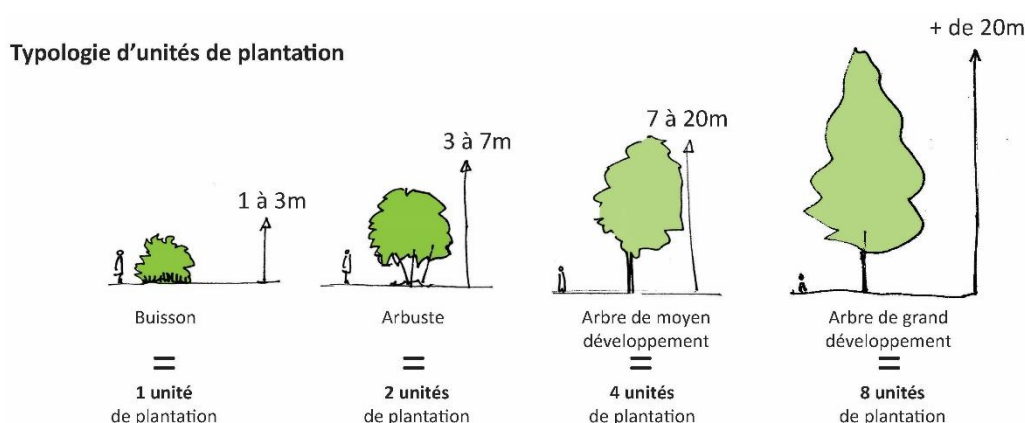 Typologie d'unités de plantation
1 à 3m
3 à 7m
7 à 20m
+ de 20m
Buisson
=
1 unité
de plantation
Arbuste
=
2 unités
de plantation
Arbre de moyen
développement
=
4 unités
de plantation
Arbre de grand
développement
=
8 unités
de plantation